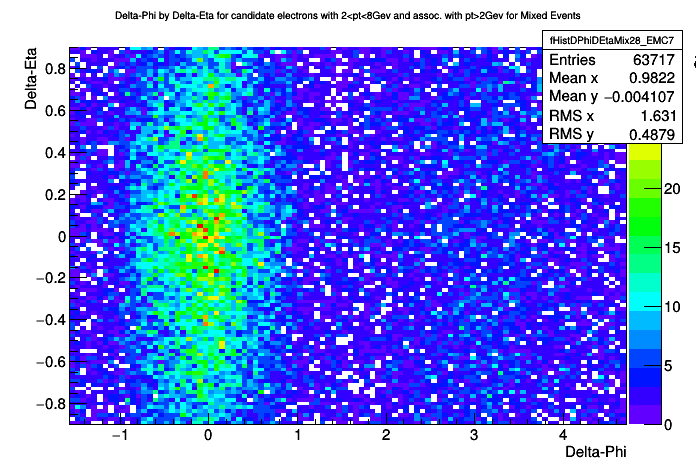 Delta-Phi by Delta-Eta for candidate electrons with 2<pt<8Gev and assoc. with pt>2Gev for Mixed Events
fHistDPhiDEtaMix28_EMC7
Entries 63717
Mean x 0.9822
Mean y −0.004107
RMS x 1.631
RMS y 0.4879
Delta-Eta
0.8
0.6
0.4
0.2
0
−0.2
−0.4
−0.6
−0.8
20
15
10
5
0
−1 0 1 2 3 4
Delta-Phi